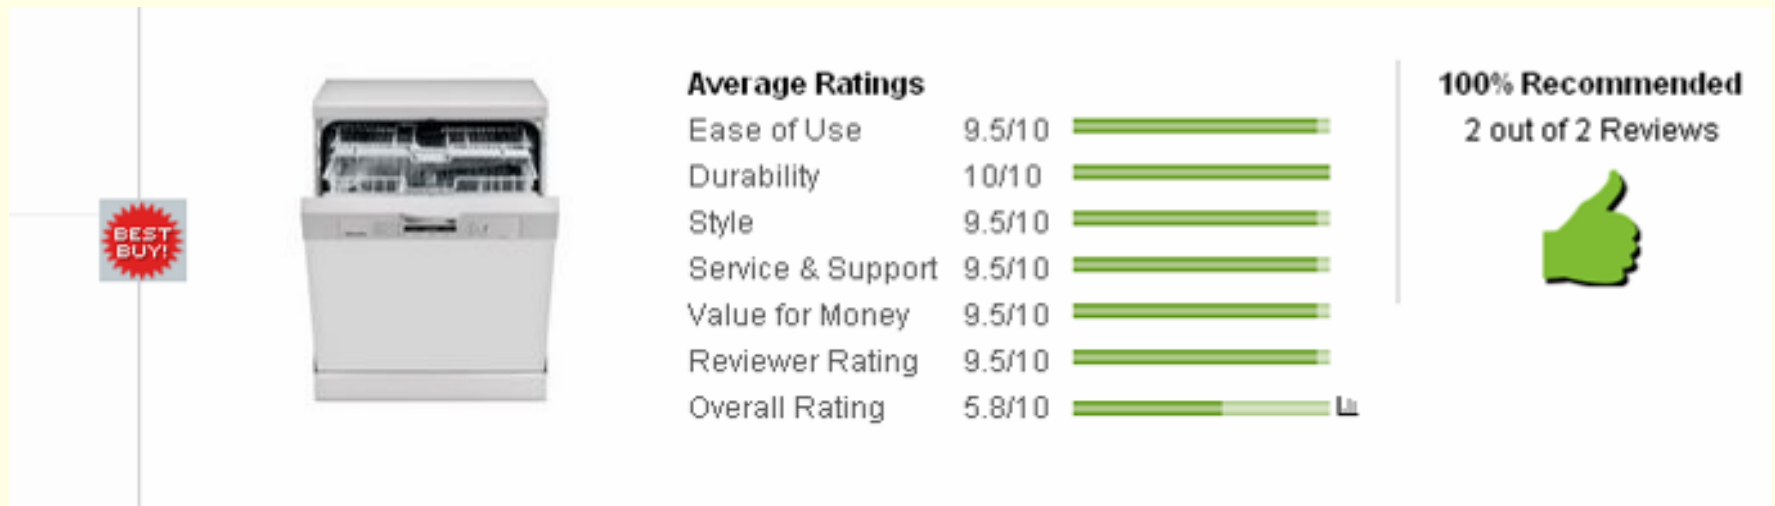 BEST
BUY!
Average Ratings
Ease of Use 9.5/10
Durability 10/10
Style 9.5/10
Service & Support 9.5/10
Value for Money 9.5/10
Reviewer Rating 9.5/10
Overall Rating 5.8/10
100% Recommended
2 out of 2 Reviews